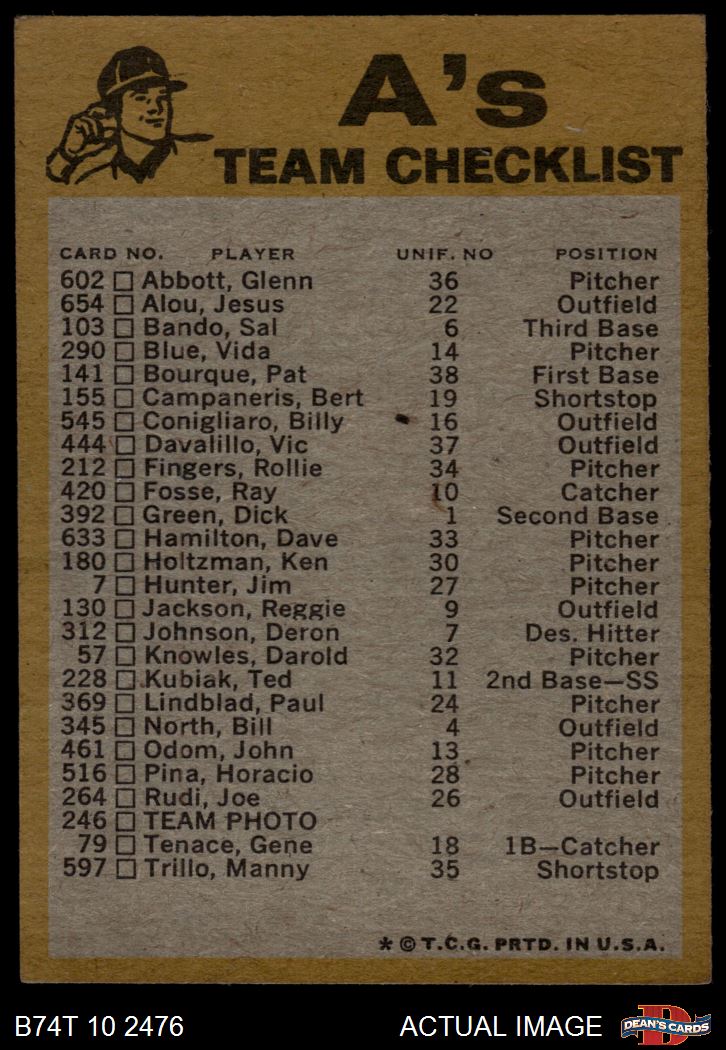 A's
TEAM CHECKLIST
CARD NO. PLAYER UNIF. NO POSITION
602 Abbott, Glenn 36 Pitcher
654 Alou, Jesus 22 Outfield
103 Bando, Sal 6 Third Base
290 Blue, Vida 14 Pitcher
141 Bourque, Pat 38 First Base
155 Campaneris, Bert 19 Shortstop
545 Conigliaro, Billy 16 Outfield
444 Davalillo, Vic 37 Outfield
212 Fingers, Rollie 34 Pitcher
420 Fosse, Ray 10 Catcher
392 Green, Dick 1 Second Base
633 Hamilton, Dave 33 Pitcher
180 Holtzman, Ken 30 Pitcher
7 Hunter, Jim 27 Pitcher
130 Jackson, Reggie 9 Outfield
312 Johnson, Deron 7 Des. Hitter
57 Knowles, Darold 32 Pitcher
228 Kubiak, Ted 11 2nd Base—SS
369 Lindblad, Paul 24 Pitcher
345 North, Bill 4 Outfield
461 Odom, John 13 Pitcher
516 Pina, Horacio 28 Pitcher
264 Rudi, Joe 26 Outfield
246 TEAM PHOTO
79 Tenace, Gene 18 1B—Catcher
597 Trillo, Manny 35 Shortstop
* © T.C.G. PRTD. IN U.S.A.
B74T 10 2476 ACTUAL IMAGE DEAN'S CARDS